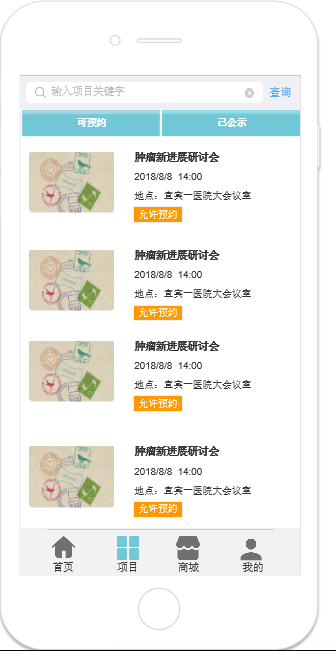 输入项目关键字
查询
可预约
已公示
肿瘤新进展研讨会
2018/8/8 14:00
地点：宜宾一医院大会议室
允许预约
肿瘤新进展研讨会
2018/8/8 14:00
地点：宜宾一医院大会议室
允许预约
肿瘤新进展研讨会
2018/8/8 14:00
地点：宜宾一医院大会议室
允许预约
肿瘤新进展研讨会
2018/8/8 14:00
地点：宜宾一医院大会议室
允许预约
首页
项目
商城
我的